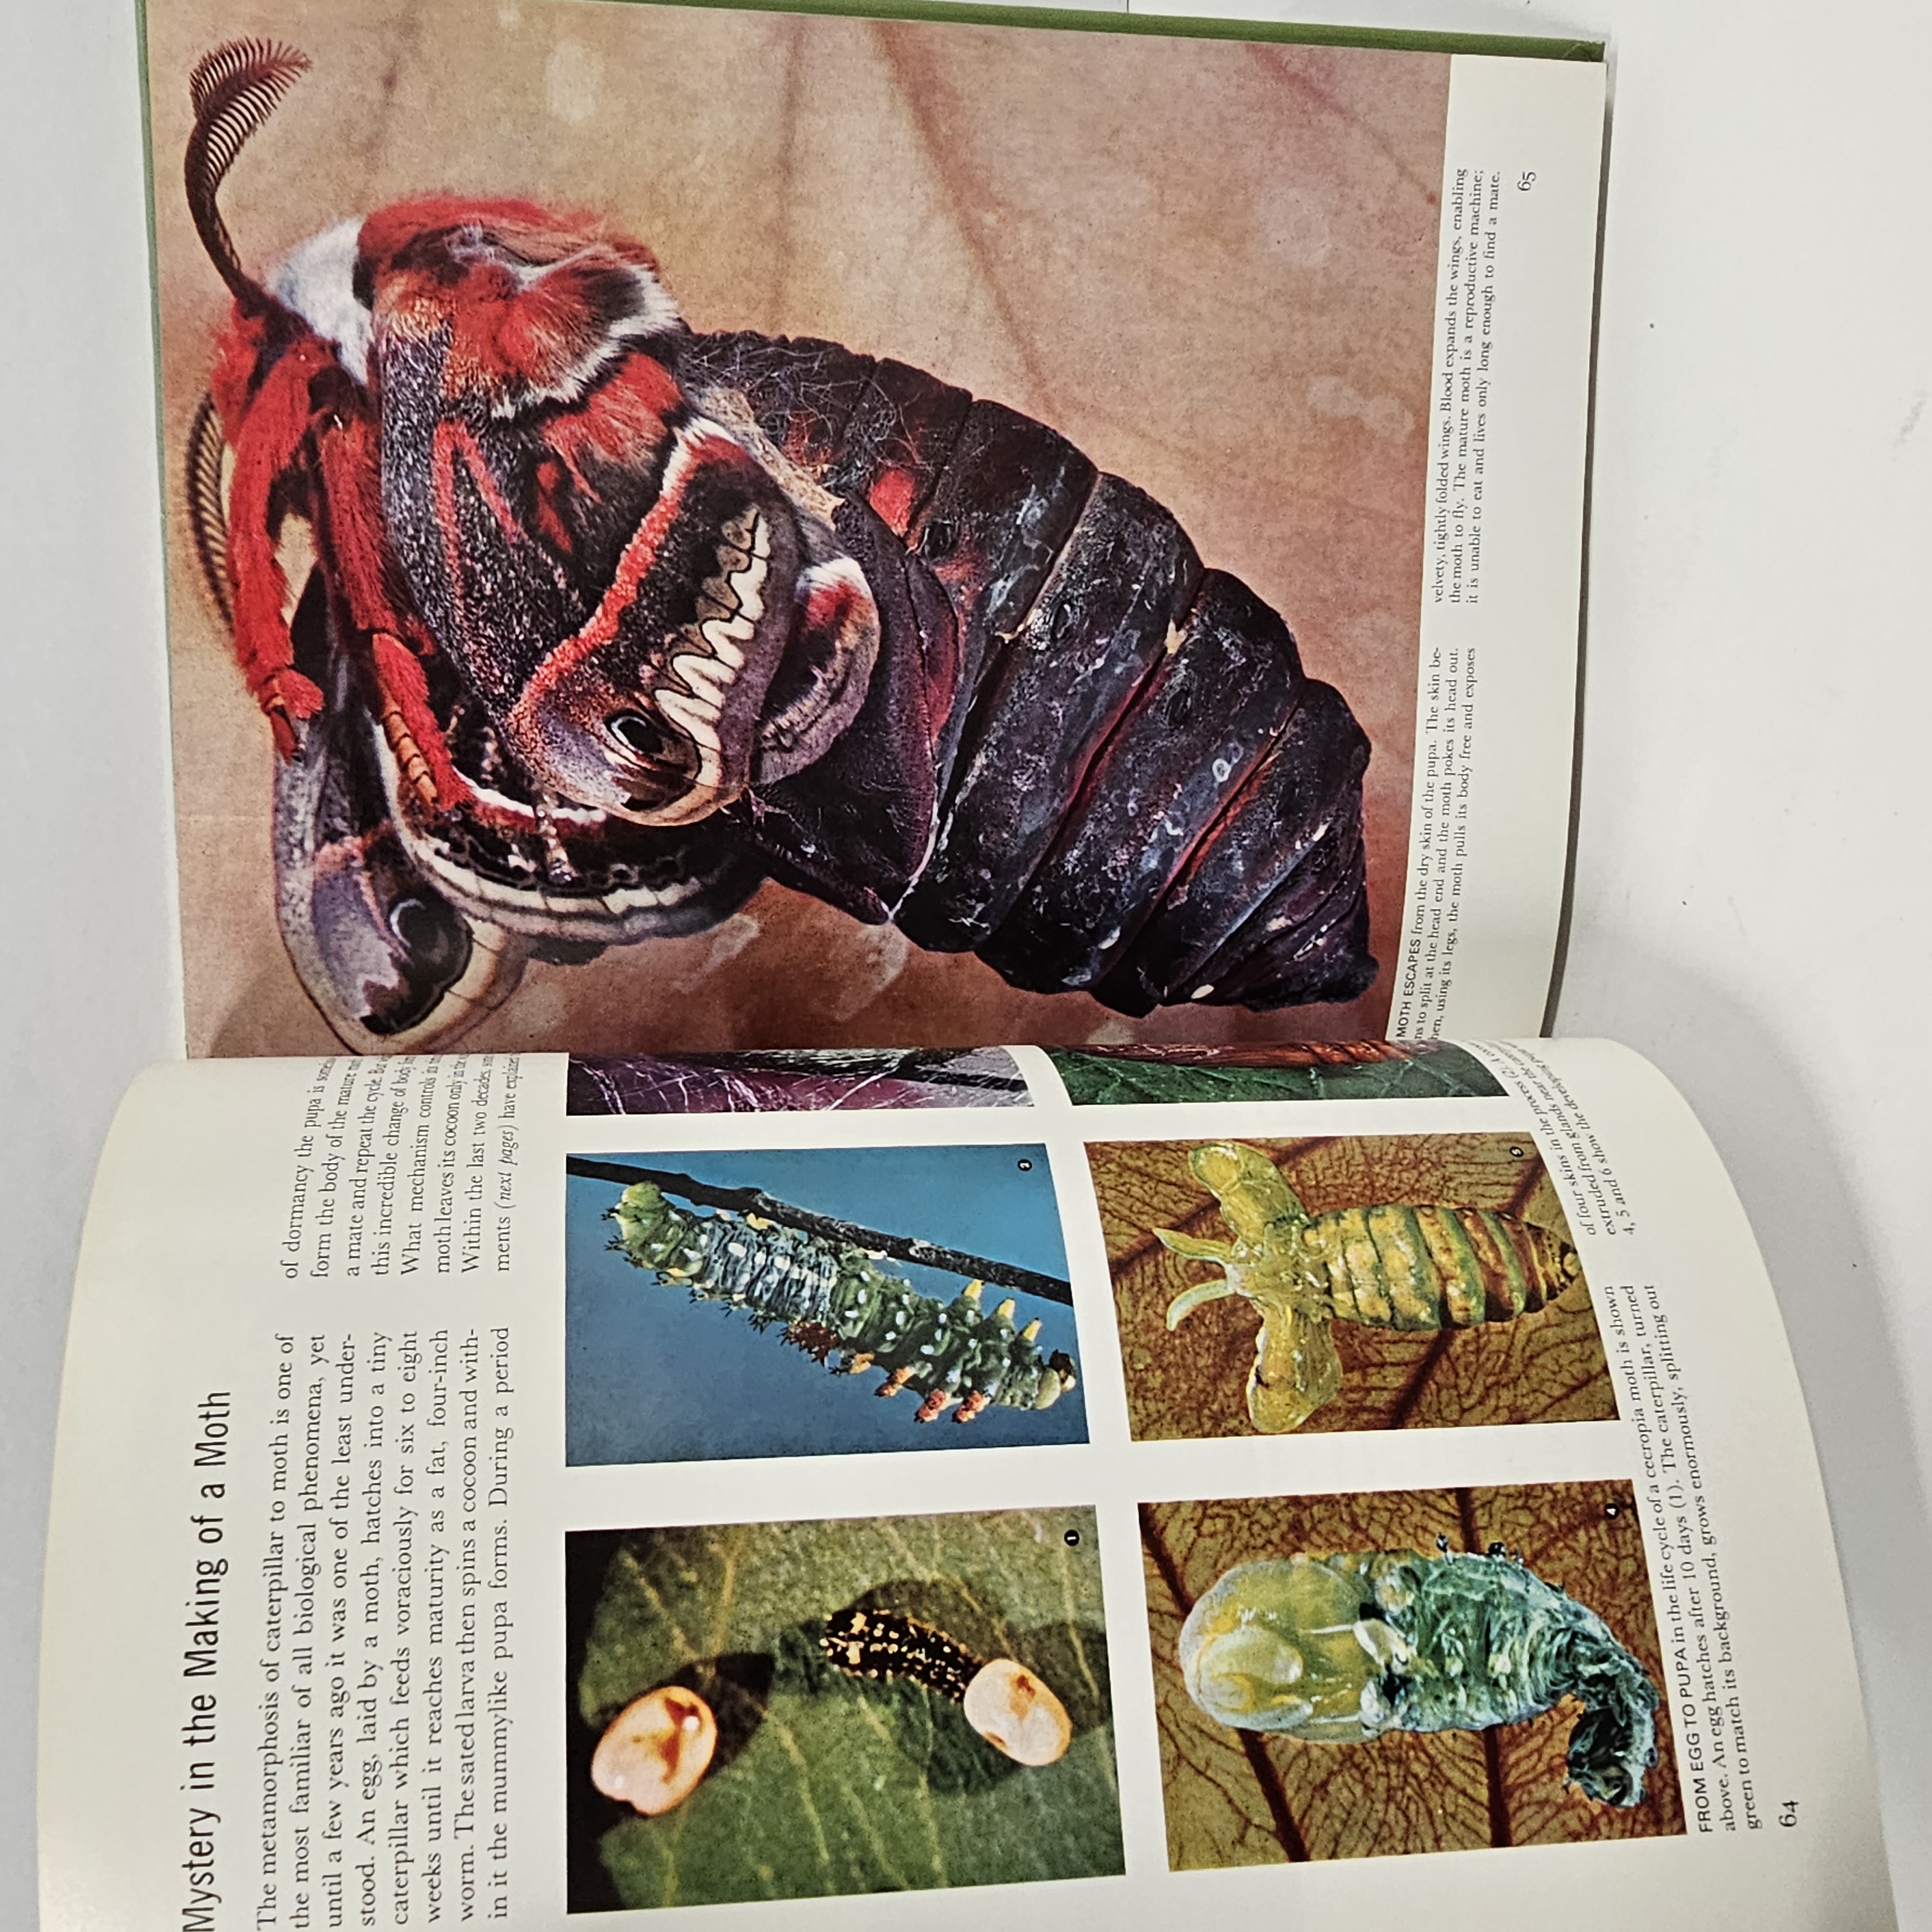 Mystery in the Making of a Moth
The metamorphosis of caterpillar to moth is one of
the most familiar of all biological phenomena, yet
until a few years ago it was one of the least under-
stood. An egg, laid by a moth, hatches into a tiny
caterpillar which feeds voraciously for six to eight
weeks until it reaches maturity as a fat, four-inch
worm. The sated larva then spins a cocoon and with-
in it the mummylike pupa forms. During a period
of dormancy the pupa is
form the body of the mature
a mate and repeat the cycle. But
this incredible change of body
What mechanism controls its
moth leaves its cocoon only in the
Within the last two decades,
ments (next pages) have explained
1
2
4
5
FROM EGG TO PUPA in the life cycle of a cecropia moth is shown
above. An egg hatches after 10 days (1). The caterpillar, turned
green to match its background, grows enormously, splitting out
of four skins in the process (2). A
extruded from glands near the
4, 5 and 6 show the developing pupa
64
MOTH ESCAPES from the dry skin of the pupa. The skin be-
ns to split at the head end and the moth pokes its head out.
hen, using its legs, the moth pulls its body free and exposes
velvety, tightly folded wings. Blood expands the wings, enabling
the moth to fly. The mature moth is a reproductive machine;
it is unable to eat and lives only long enough to find a mate.
65